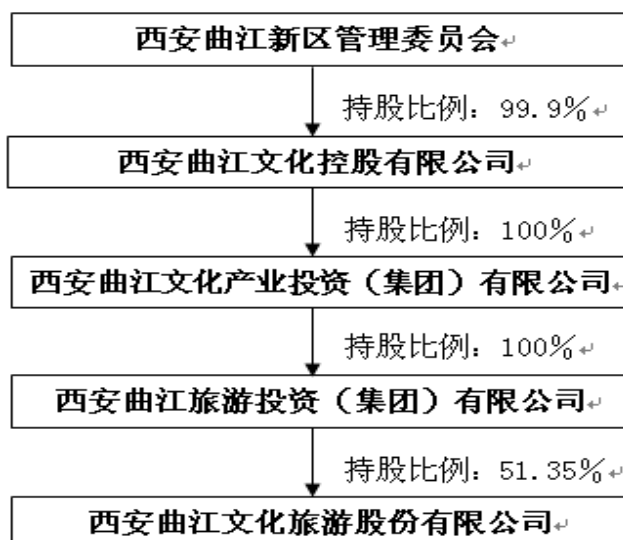 西安曲江新区管理委员会
持股比例：99.9%
西安曲江文化控股有限公司
持股比例：100%
西安曲江文化产业投资（集团）有限公司
持股比例：100%
西安曲江旅游投资（集团）有限公司
持股比例：51.35%
西安曲江文化旅游股份有限公司